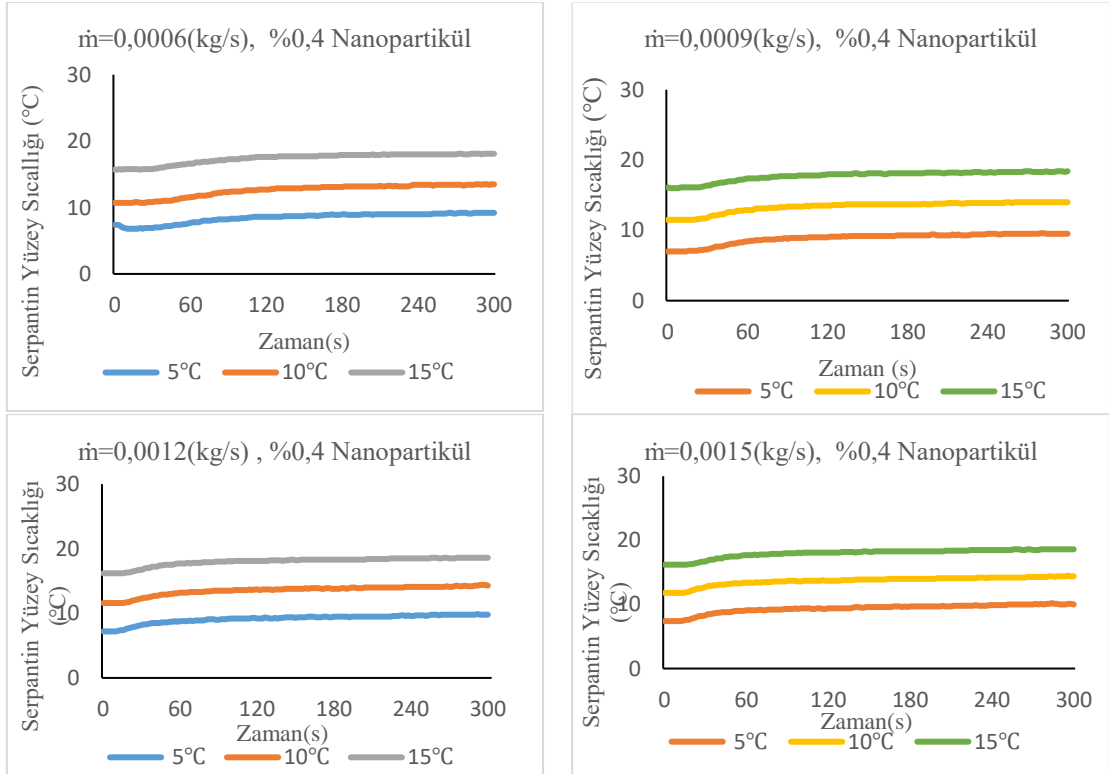 ṁ=0,0006(kg/s), %0,4 Nanopartikül
Serpantin Yüzey Sıcallığı (°C)
30
20
10
0
0 60 120 180 240 300
Zaman(s)
5°C 10°C 15°C
ṁ=0,0009(kg/s), %0,4 Nanopartikül
Serpantin Yüzey Sıcaklığı (°C)
30
20
10
0
0 60 120 180 240 300
Zaman (s)
5°C 10°C 15°C
ṁ=0,0012(kg/s) , %0,4 Nanopartikül
Serpantin Yüzey Sıcaklığı
(°C)
30
20
10
0
0 60 120 180 240 300
Zaman(s)
5°C 10°C 15°C
ṁ=0,0015(kg/s), %0,4 Nanopartikül
Serpantin Yüzey Sıcaklığı
(°C)
30
20
10
0
0 60 120 180 240 300
Zaman(s)
5°C 10°C 15°C